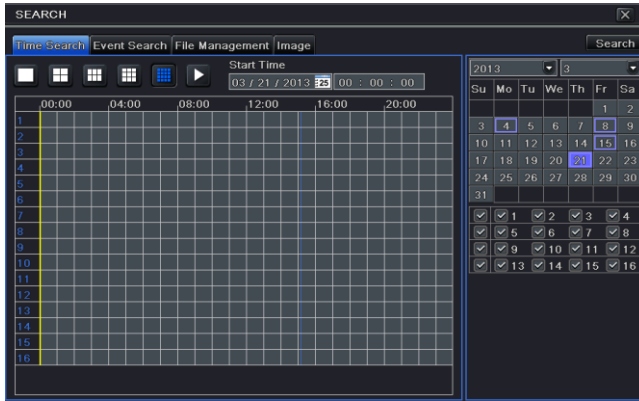 SEARCH
Time Search Event Search File Management Image
Search
Start Time
03 / 21 / 2013 25 00 : 00 : 00
00:00 04:00 08:00 12:00 16:00 20:00
1
2
3
4
5
6
7
8
9
10
11
12
13
14
15
16
2013 3
Su Mo Tu We Th Fr Sa
1 2
3 4 5 6 7 8 9
10 11 12 13 14 15 16
17 18 19 20 21 22 23
24 25 26 27 28 29 30
31
1 2 3 4
5 6 7 8
9 10 11 12
13 14 15 16